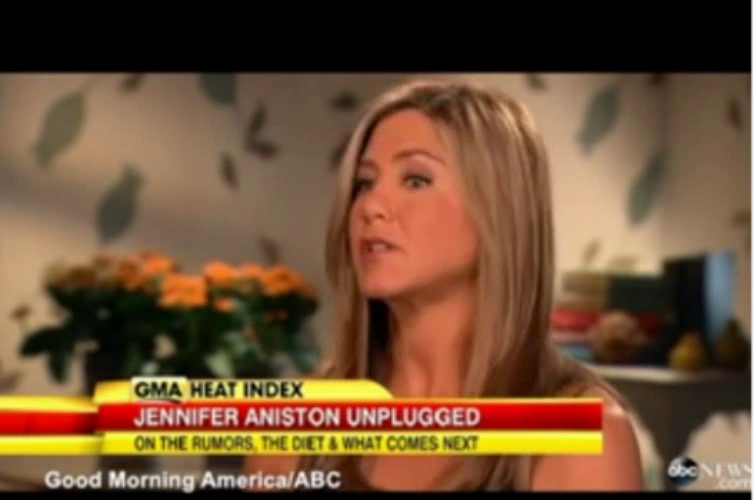 GMA HEAT INDEX
JENNIFER ANISTON UNPLUGGED
ON THE RUMORS, THE DIET & WHAT COMES NEXT
Good Morning America/ABC
abc NEWS
.com